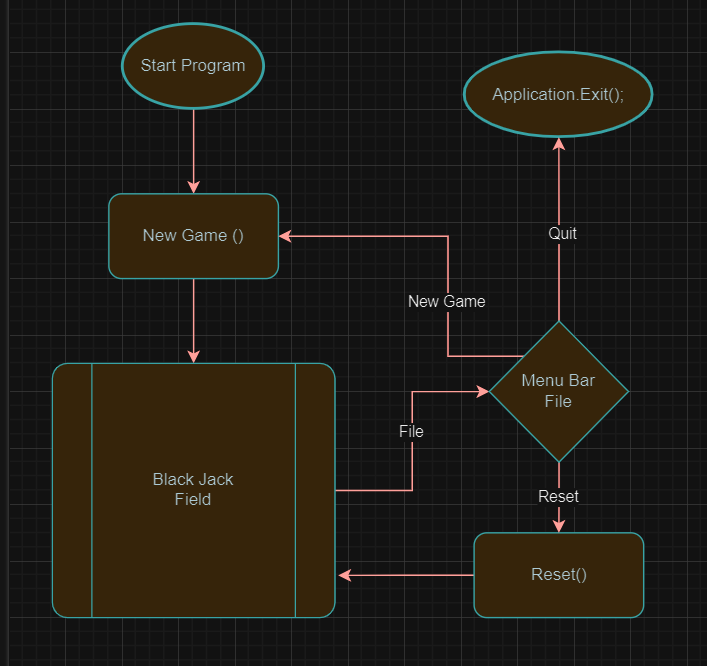 Start Program
Application.Exit();
New Game ()
Quit
New Game
Menu Bar
File
File
Black Jack
Field
Reset
Reset()